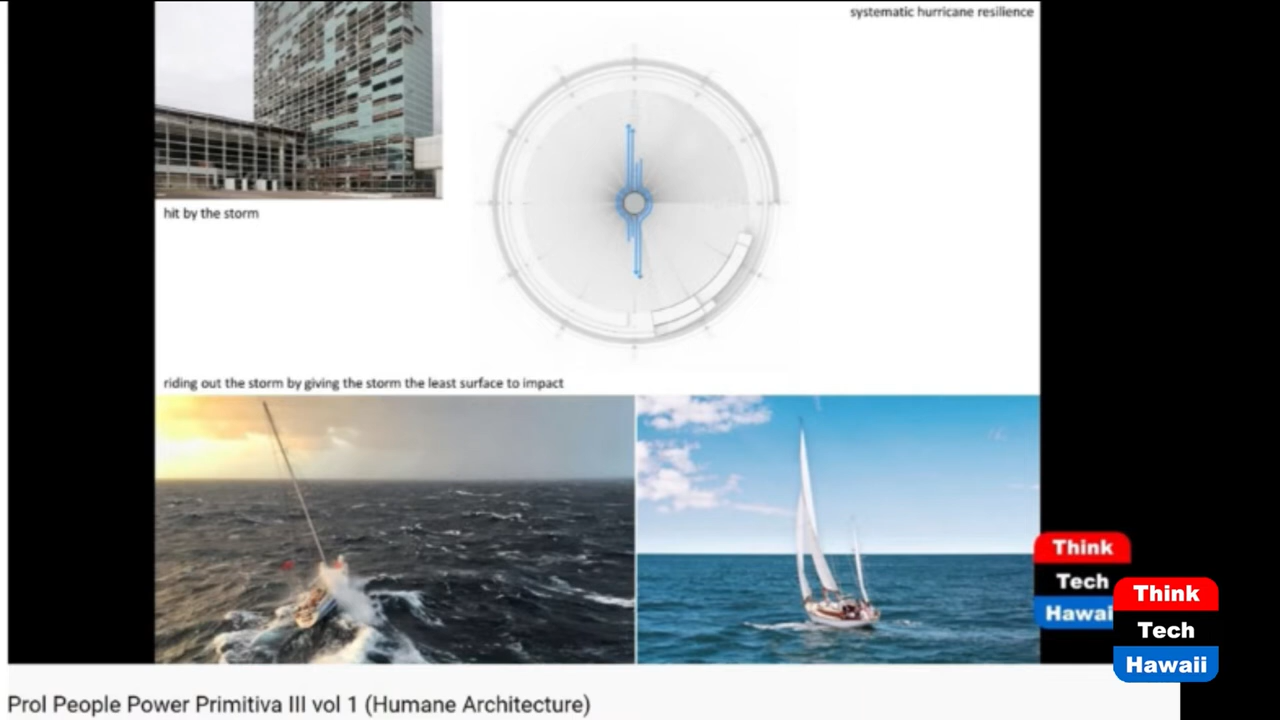 systematic hurricane resilience
hit by the storm
riding out the storm by giving the storm the least surface to impact
Think
Tech
Hawai
Think
Tech
Hawaii
Prol People Power Primitiva III vol 1 (Humane Architecture)